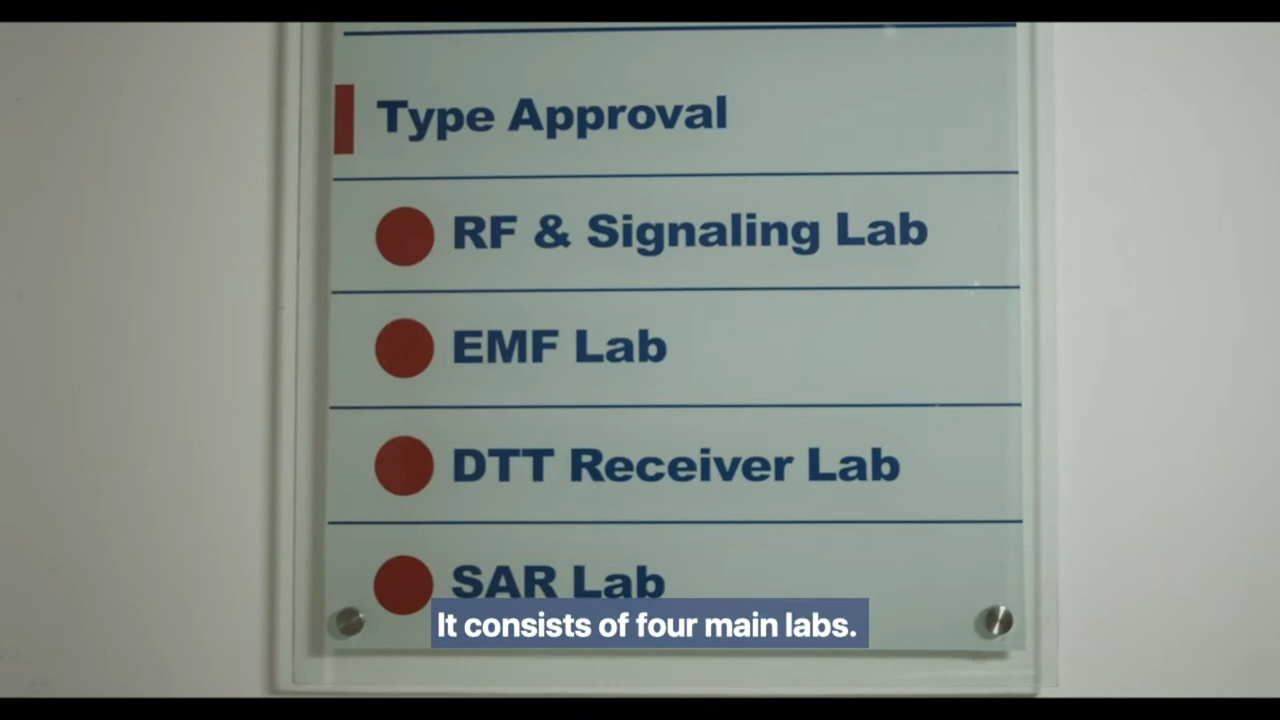 Type Approval
RF & Signaling Lab
EMF Lab
DTT Receiver Lab
SAR Lab
It consists of four main labs.